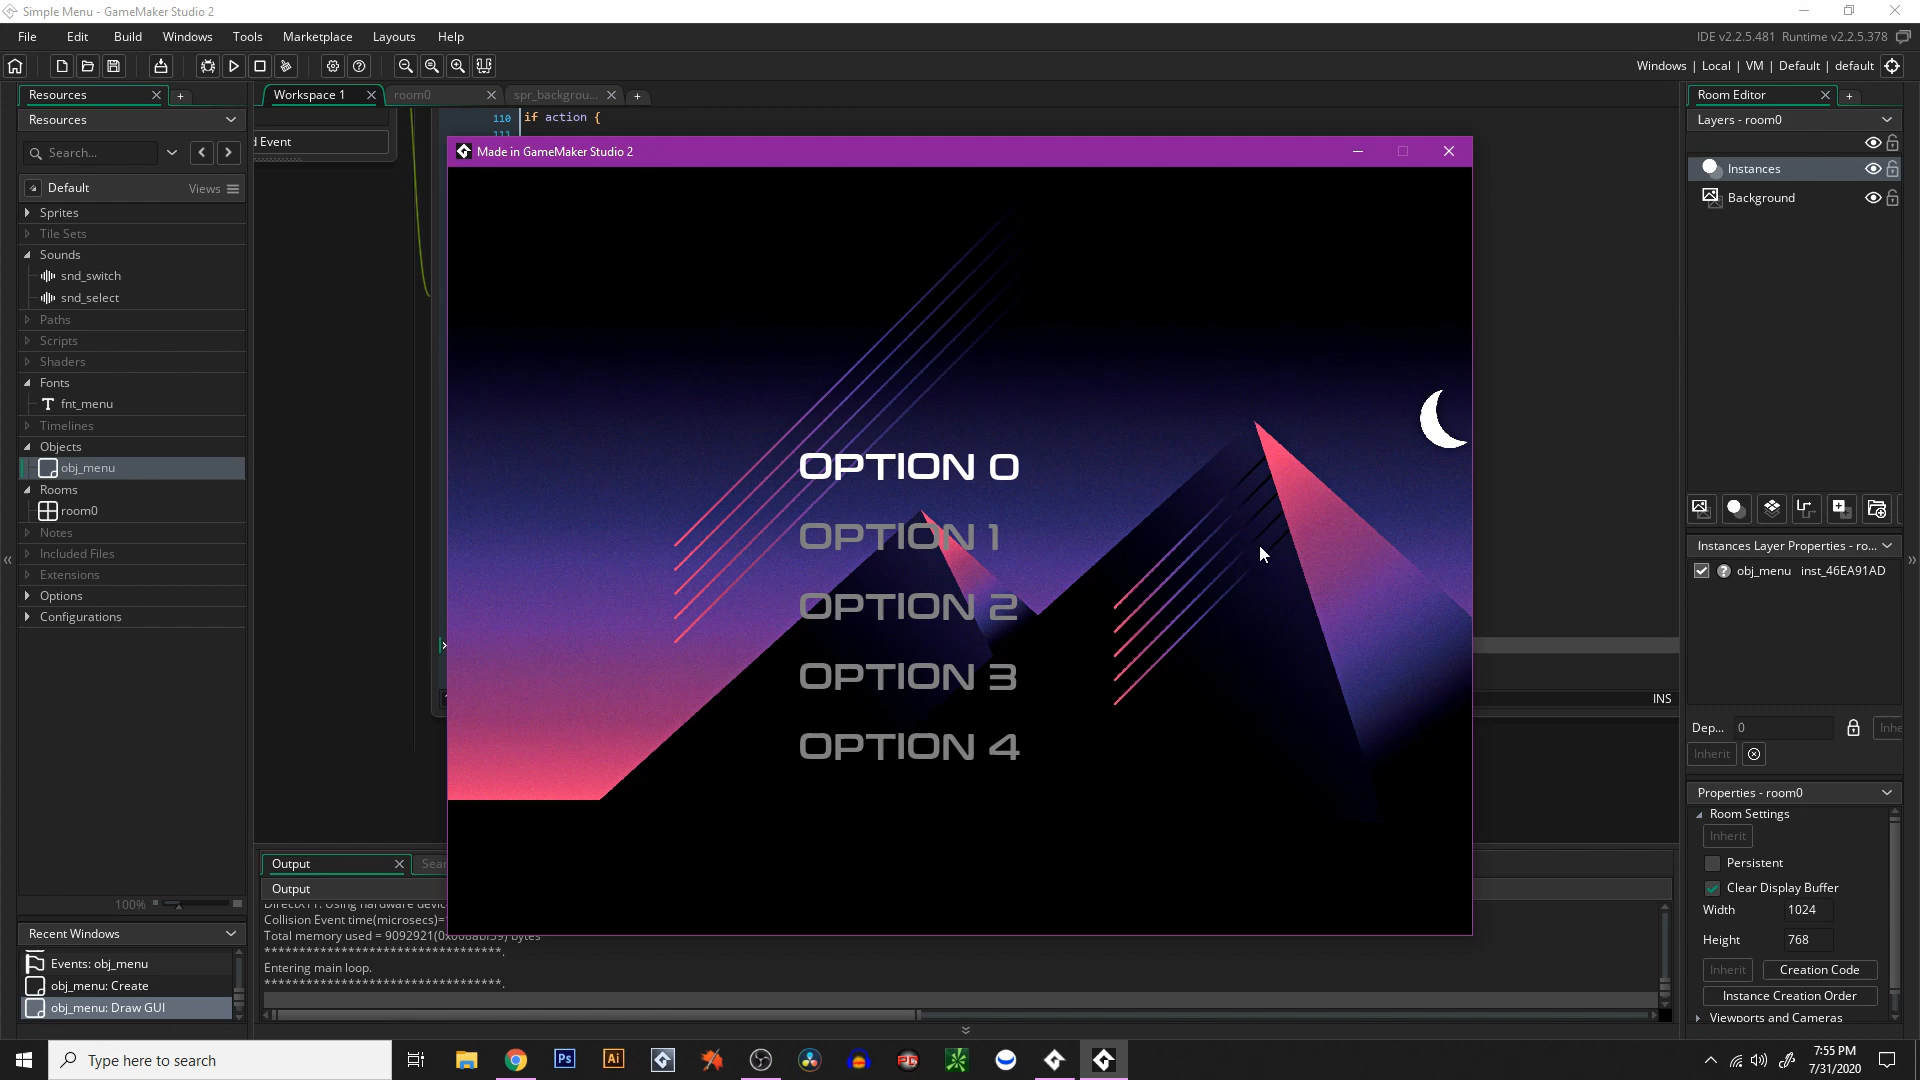 Simple Menu - GameMaker Studio 2
File Edit Build Windows Tools Marketplace Layouts Help
IDE v2.2.5.481 Runtime v2.2.5.378
Windows | Local | VM | Default | default
Resources
Workspace 1
room0
spr_backgrou...
Room Editor
Resources
Layers - room0
110 if action {
Search...
d Event
Made in GameMaker Studio 2
Default
Views
Instances
Background
Sprites
Tile Sets
Sounds
snd_switch
snd_select
Paths
Scripts
Shaders
Fonts
fnt_menu
Timelines
Objects
obj_menu
Rooms
room0
Notes
Included Files
Extensions
Options
Configurations
OPTION 0
OPTION 1
OPTION 2
OPTION 3
OPTION 4
Instances Layer Properties - ro...
obj_menu inst_46EA91AD
INS
Dep... 0
Inhe
Inherit
Properties - room0
Room Settings
Inherit
Persistent
Clear Display Buffer
Width 1024
Height 768
Inherit
Creation Code
Instance Creation Order
Viewports and Cameras
100%
Output
Sear
Output
Collision Event time(microsecs)=
Total memory used = 9092921(0x008abf39) bytes
***********************************.
Entering main loop.
***********************************.
Recent Windows
Events: obj_menu
obj_menu: Create
obj_menu: Draw GUI
Type here to search
Ps
Ai
7:55 PM
7/31/2020